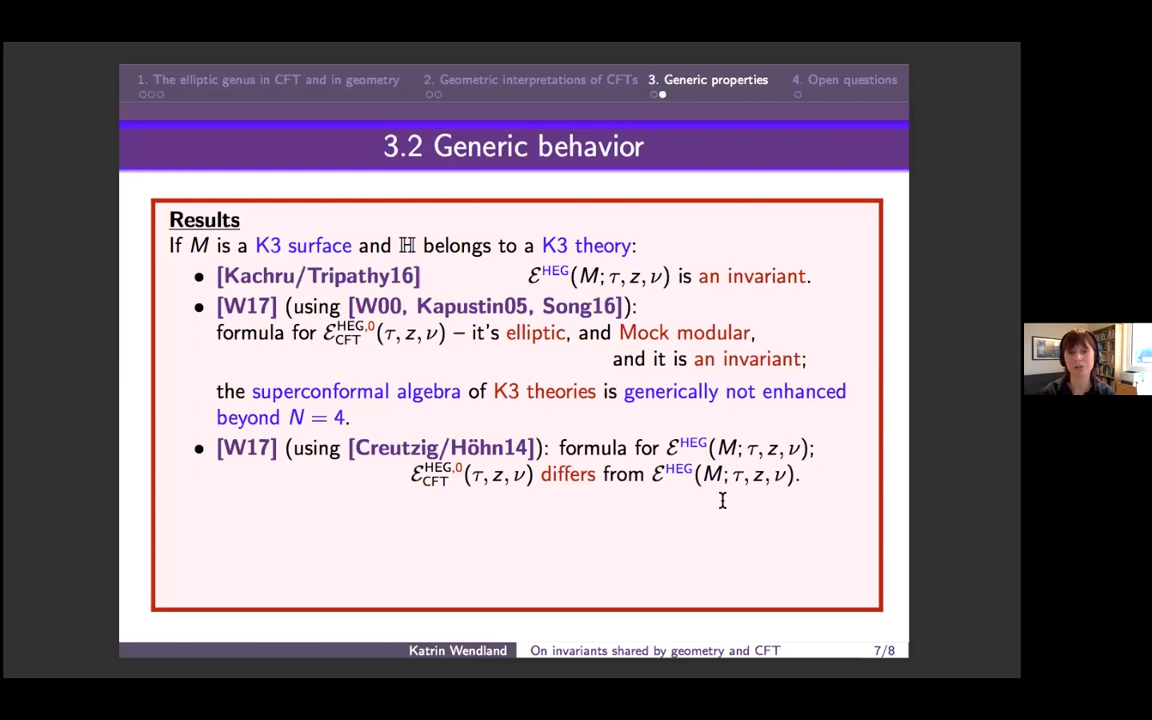 1. The elliptic genus in CFT and in geometry 2. Geometric interpretations of CFTs 3. Generic properties 4. Open questions
3.2 Generic behavior
Results
If M is a K3 surface and ℍ belongs to a K3 theory:
• [Kachru/Tripathy16] ℰ^HEG(M; τ, z, ν) is an invariant.
• [W17] (using [W00, Kapustin05, Song16]):
formula for ℰ^HEG,0_CFT(τ, z, ν) – it's elliptic, and Mock modular,
and it is an invariant;
the superconformal algebra of K3 theories is generically not enhanced
beyond N = 4.
• [W17] (using [Creutzig/Höhn14]): formula for ℰ^HEG(M; τ, z, ν);
ℰ^HEG,0_CFT(τ, z, ν) differs from ℰ^HEG(M; τ, z, ν).
Katrin Wendland On invariants shared by geometry and CFT 7/8